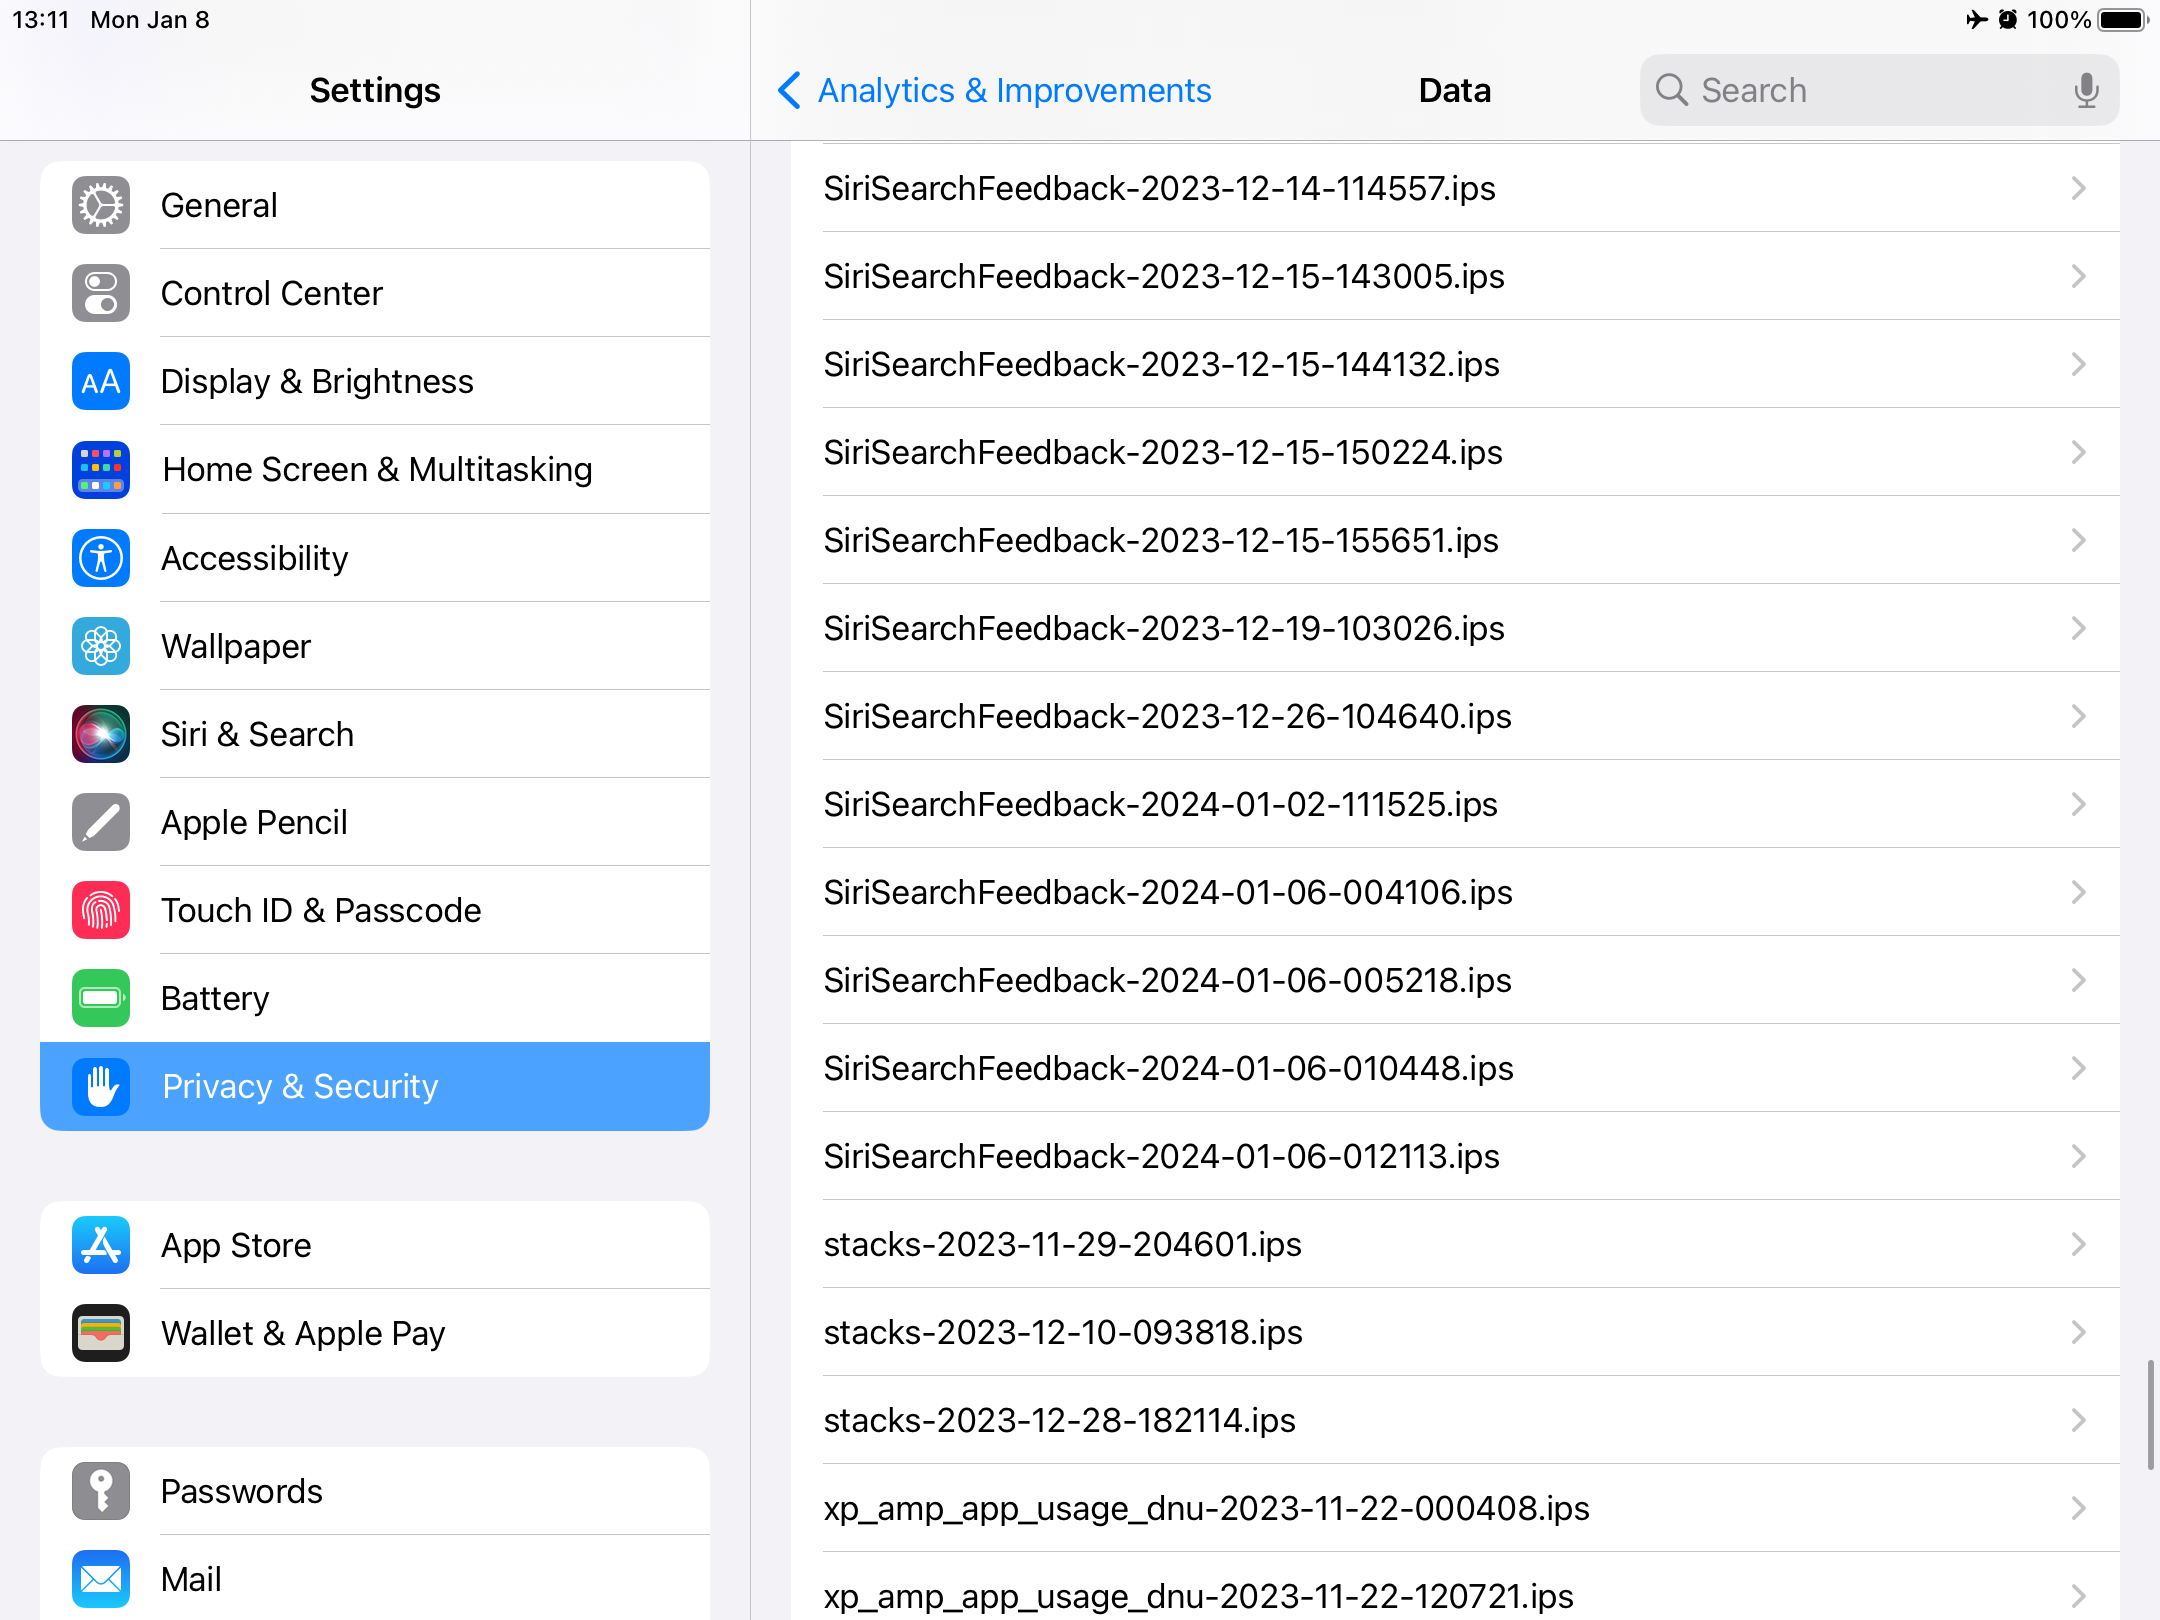 13:11 Mon Jan 8
100%
Settings
General
Control Center
AA
Display & Brightness
Home Screen & Multitasking
Accessibility
Wallpaper
Siri & Search
Apple Pencil
Touch ID & Passcode
Battery
Privacy & Security
App Store
Wallet & Apple Pay
Passwords
Mail
Analytics & Improvements
Data
Search
SiriSearchFeedback-2023-12-14-114557.ips
SiriSearchFeedback-2023-12-15-143005.ips
SiriSearchFeedback-2023-12-15-144132.ips
SiriSearchFeedback-2023-12-15-150224.ips
SiriSearchFeedback-2023-12-15-155651.ips
SiriSearchFeedback-2023-12-19-103026.ips
SiriSearchFeedback-2023-12-26-104640.ips
SiriSearchFeedback-2024-01-02-111525.ips
SiriSearchFeedback-2024-01-06-004106.ips
SiriSearchFeedback-2024-01-06-005218.ips
SiriSearchFeedback-2024-01-06-010448.ips
SiriSearchFeedback-2024-01-06-012113.ips
stacks-2023-11-29-204601.ips
stacks-2023-12-10-093818.ips
stacks-2023-12-28-182114.ips
xp_amp_app_usage_dnu-2023-11-22-000408.ips
xp_amp_app_usage_dnu-2023-11-22-120721.ips